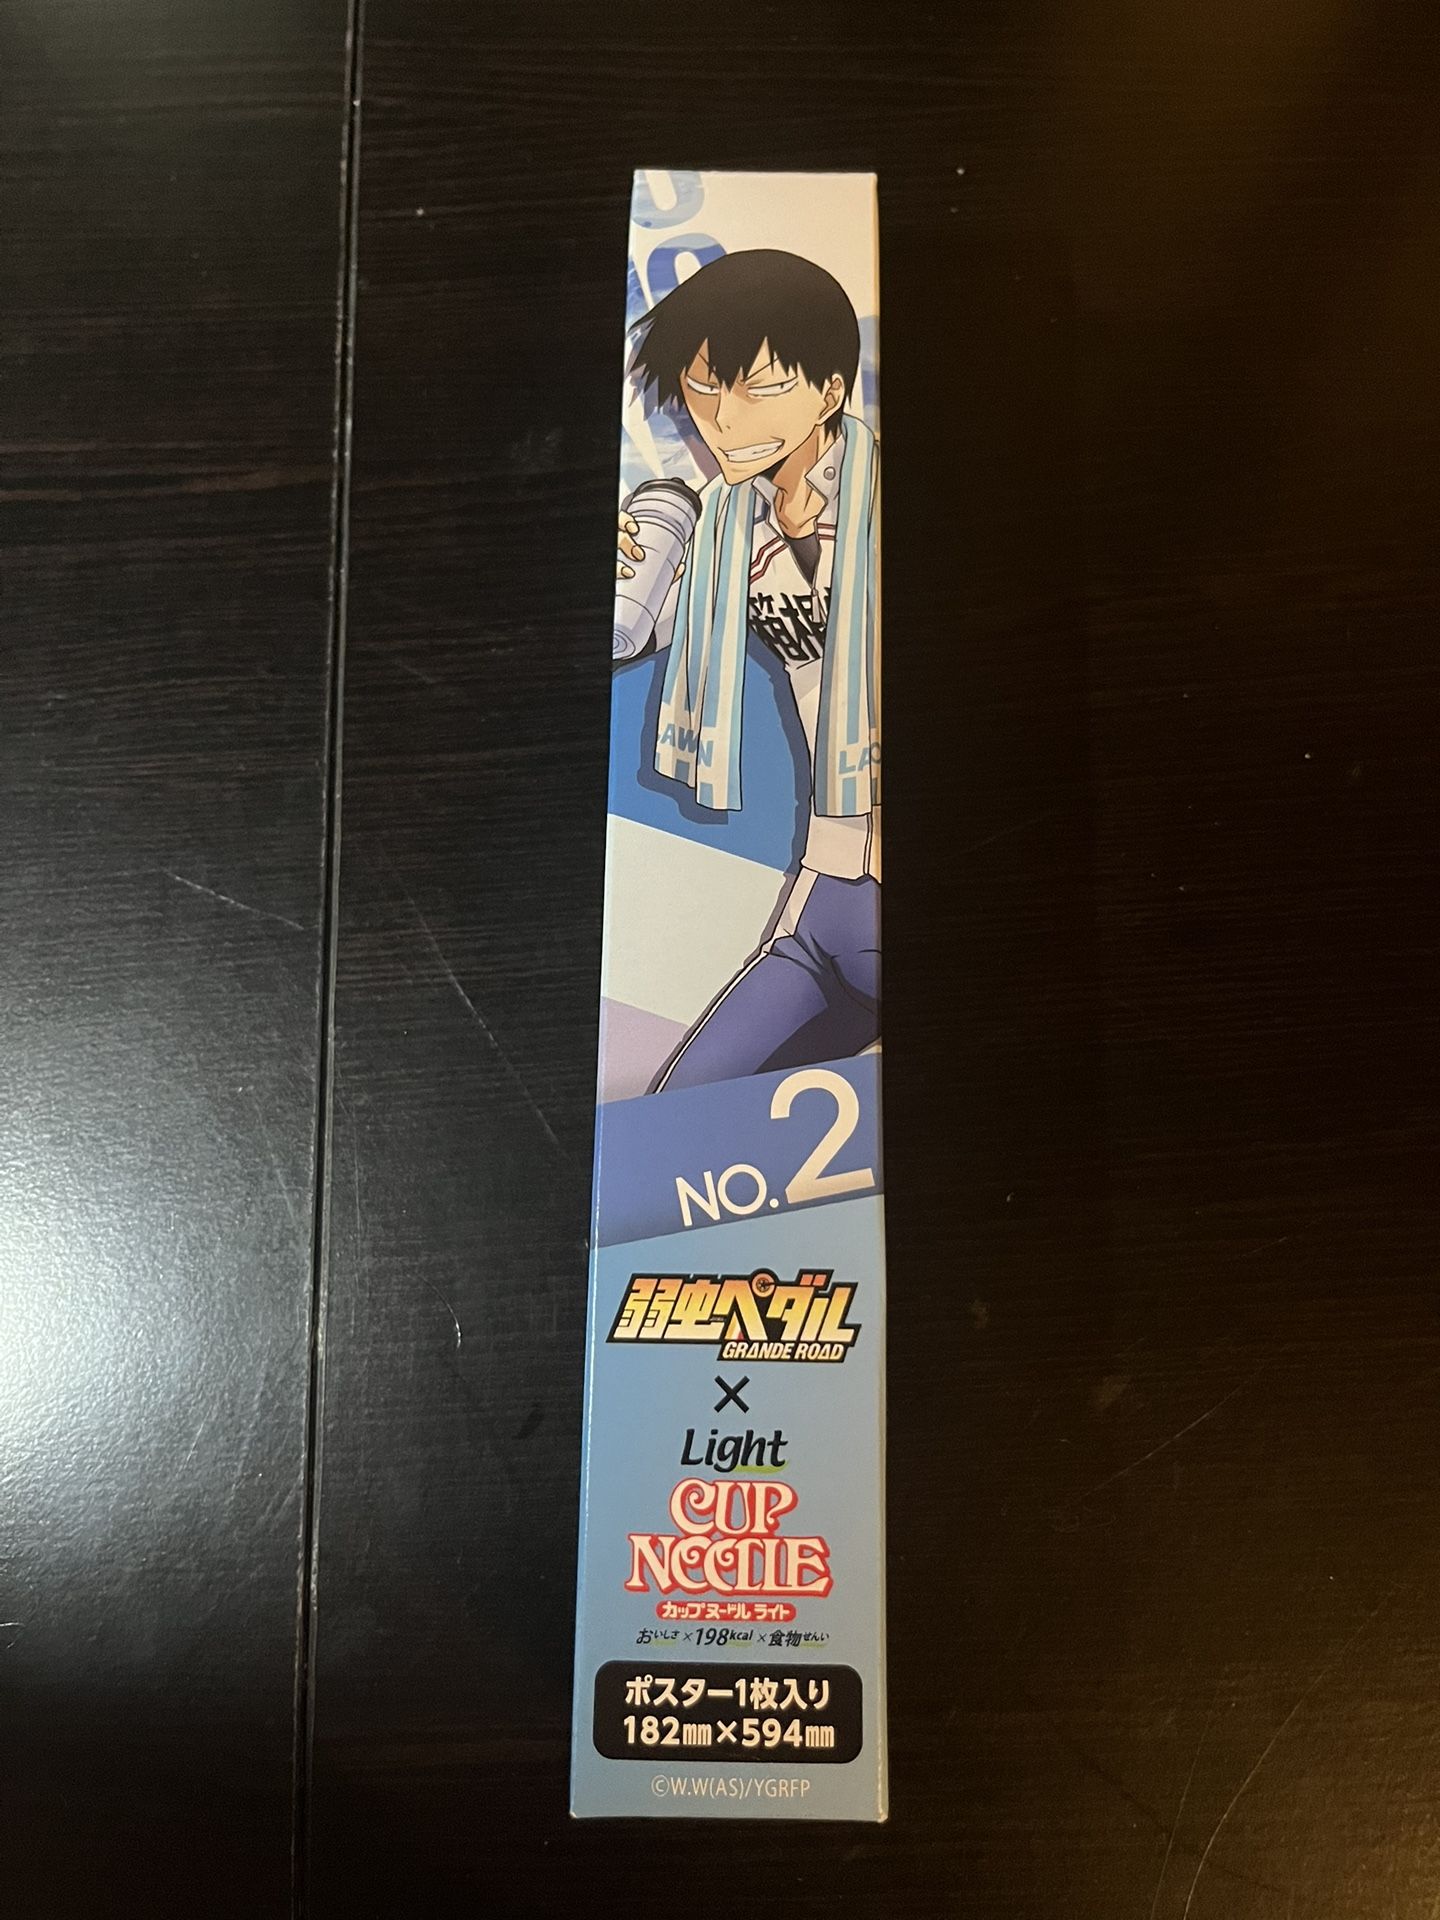 LAWSON
NO.2
弱虫ペダル
GRANDE ROAD
×
Light
CUP
NOODLE
カップヌードル ライト
おいしさ×198kcal×食物せんい
ポスター1枚入り
182㎜×594㎜
©W.W(AS)/YGRFP